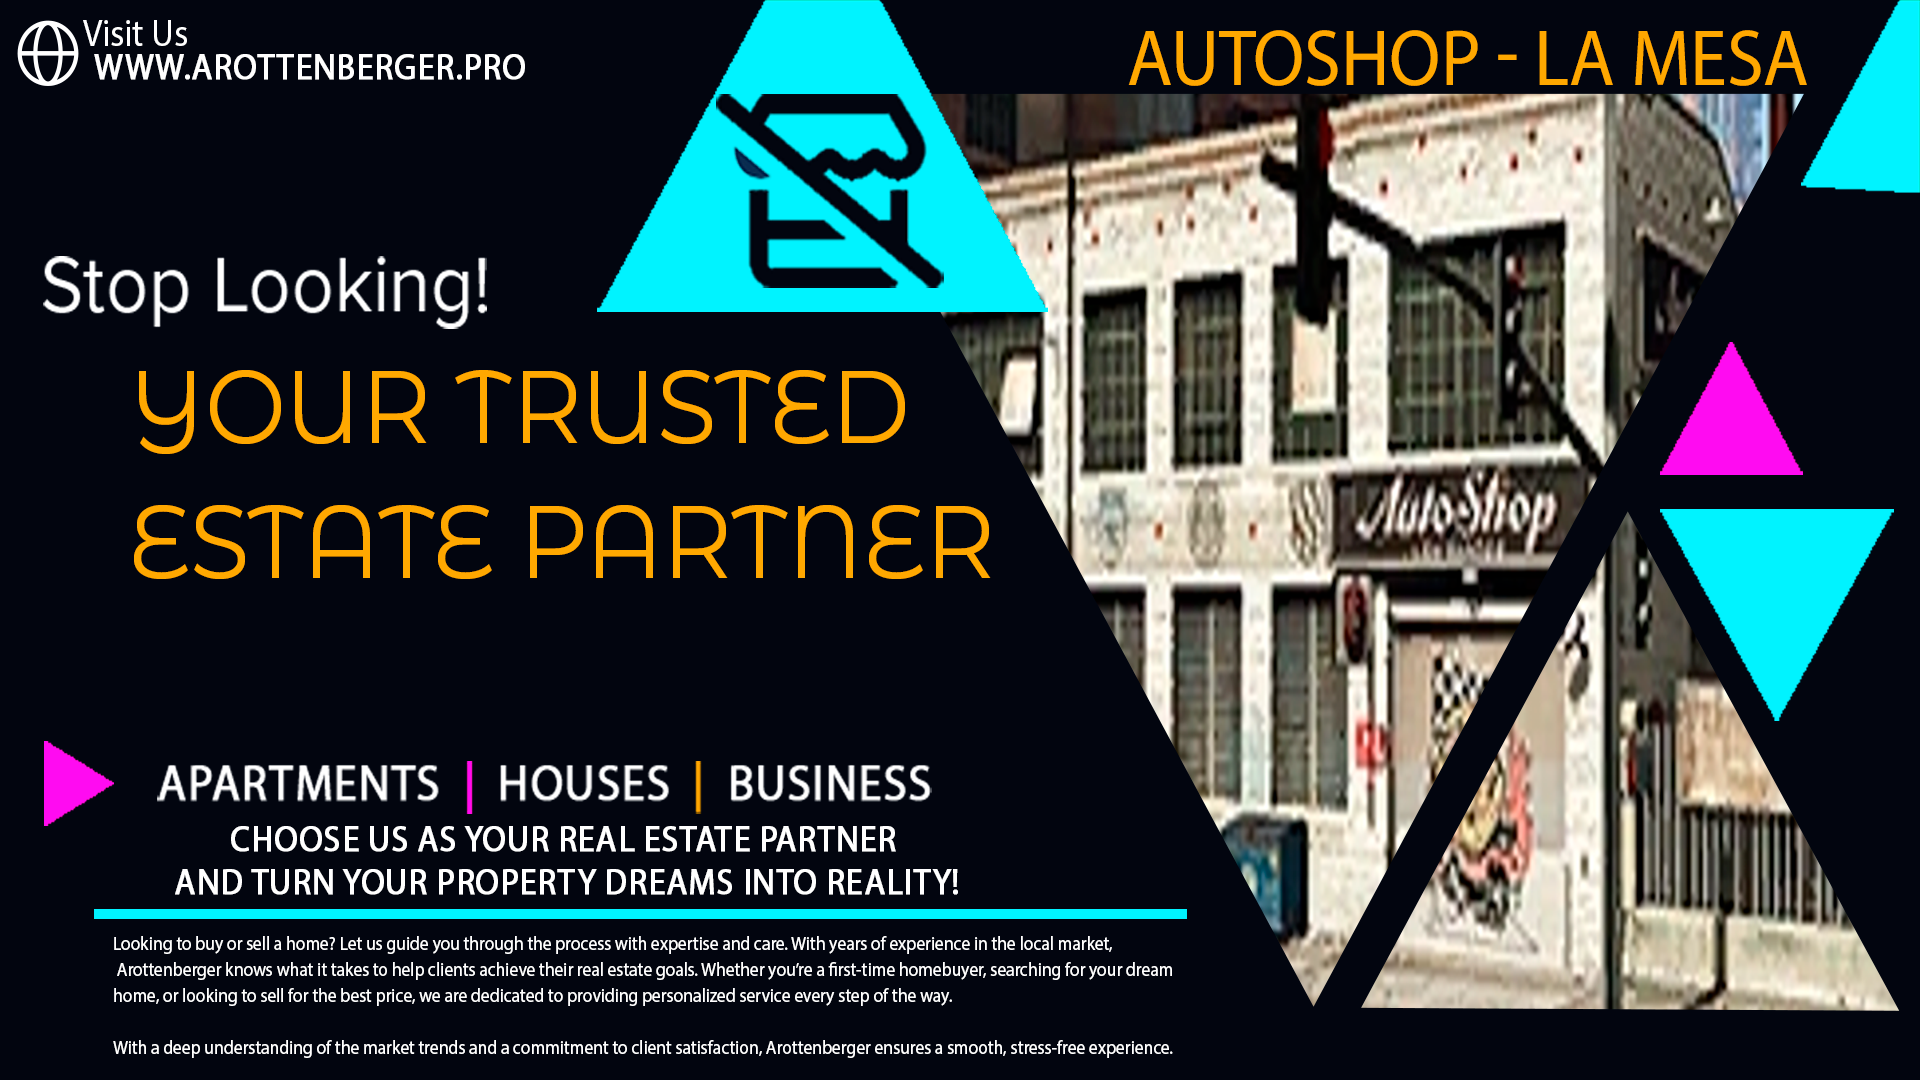 Visit Us
WWW.AROTTENBERGER.PRO
AUTOSHOP - LA MESA
Stop Looking!
YOUR TRUSTED
ESTATE PARTNER
AutoShop
APARTMENTS | HOUSES | BUSINESS
CHOOSE US AS YOUR REAL ESTATE PARTNER
AND TURN YOUR PROPERTY DREAMS INTO REALITY!
Looking to buy or sell a home? Let us guide you through the process with expertise and care. With years of experience in the local market,
Arottenberger knows what it takes to help clients achieve their real estate goals. Whether you’re a first-time homebuyer, searching for your dream
home, or looking to sell for the best price, we are dedicated to providing personalized service every step of the way.
With a deep understanding of the market trends and a commitment to client satisfaction, Arottenberger ensures a smooth, stress-free experience.